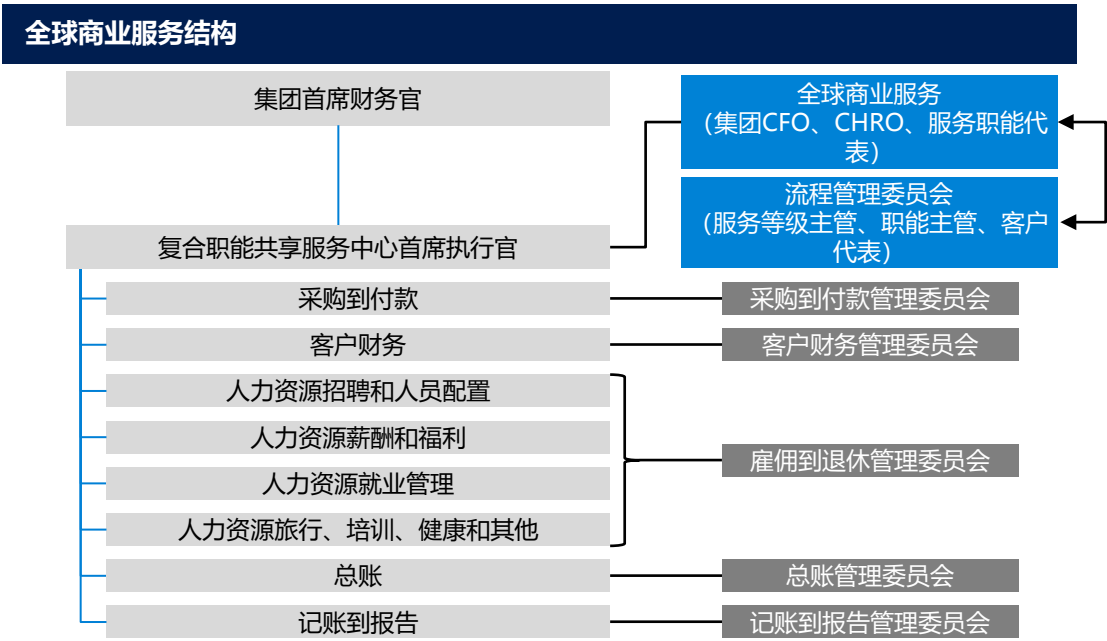 全球商业服务结构
集团首席财务官
全球商业服务
（集团CFO、CHRO、服务职能代
表）
流程管理委员会
（服务等级主管、职能主管、客户
代表）
复合职能共享服务中心首席执行官
采购到付款
采购到付款管理委员会
客户财务
客户财务管理委员会
人力资源招聘和人员配置
人力资源薪酬和福利
雇佣到退休管理委员会
人力资源就业管理
人力资源旅行、培训、健康和其他
总账
总账管理委员会
记账到报告
记账到报告管理委员会